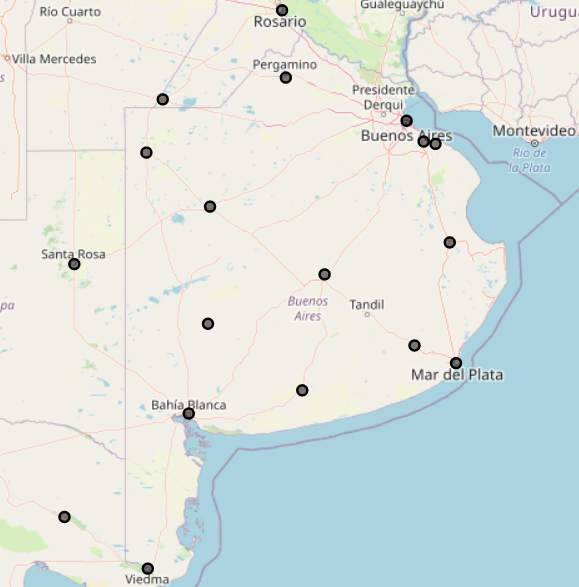 Río Cuarto
Gualeguaychú
Urugu
Rosario
Villa Mercedes
Pergamino
Presidente
Derqui
Buenos Aires
Montevideo
Río de
la Plata
Santa Rosa
Buenos
Aires
Tandil
pa
Mar del Plata
Bahía Blanca
Viedma